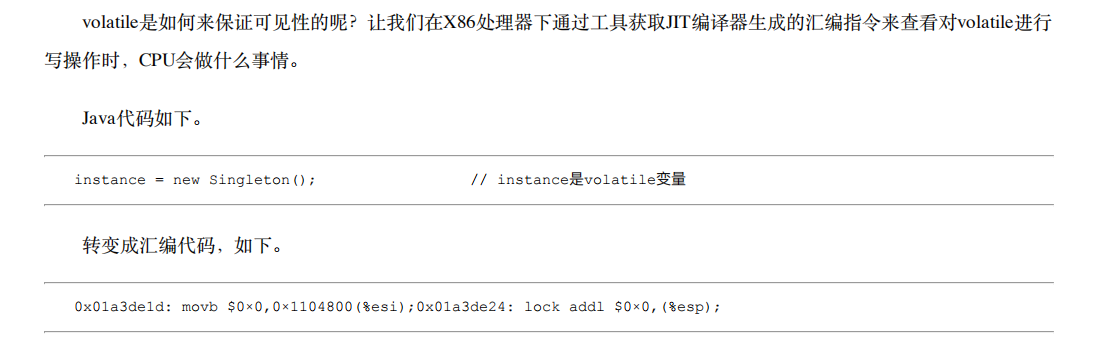 volatile是如何来保证可见性的呢？让我们在X86处理器下通过工具获取JIT编译器生成的汇编指令来查看对volatile进行
写操作时，CPU会做什么事情。
Java代码如下。
instance = new Singleton();                // instance是volatile变量
转变成汇编代码，如下。
0x01a3de1d: movb $0×0,0×1104800(%esi);0x01a3de24: lock addl $0×0,(%esp);